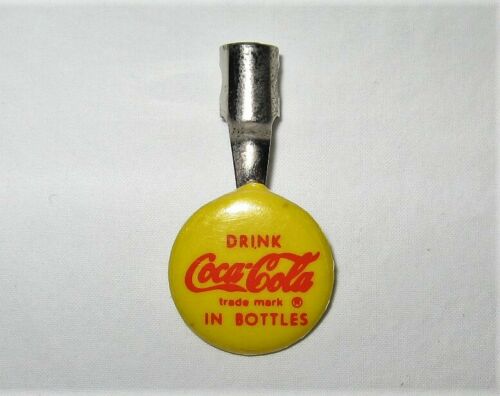 DRINK
Coca-Cola
trade mark ®
IN BOTTLES